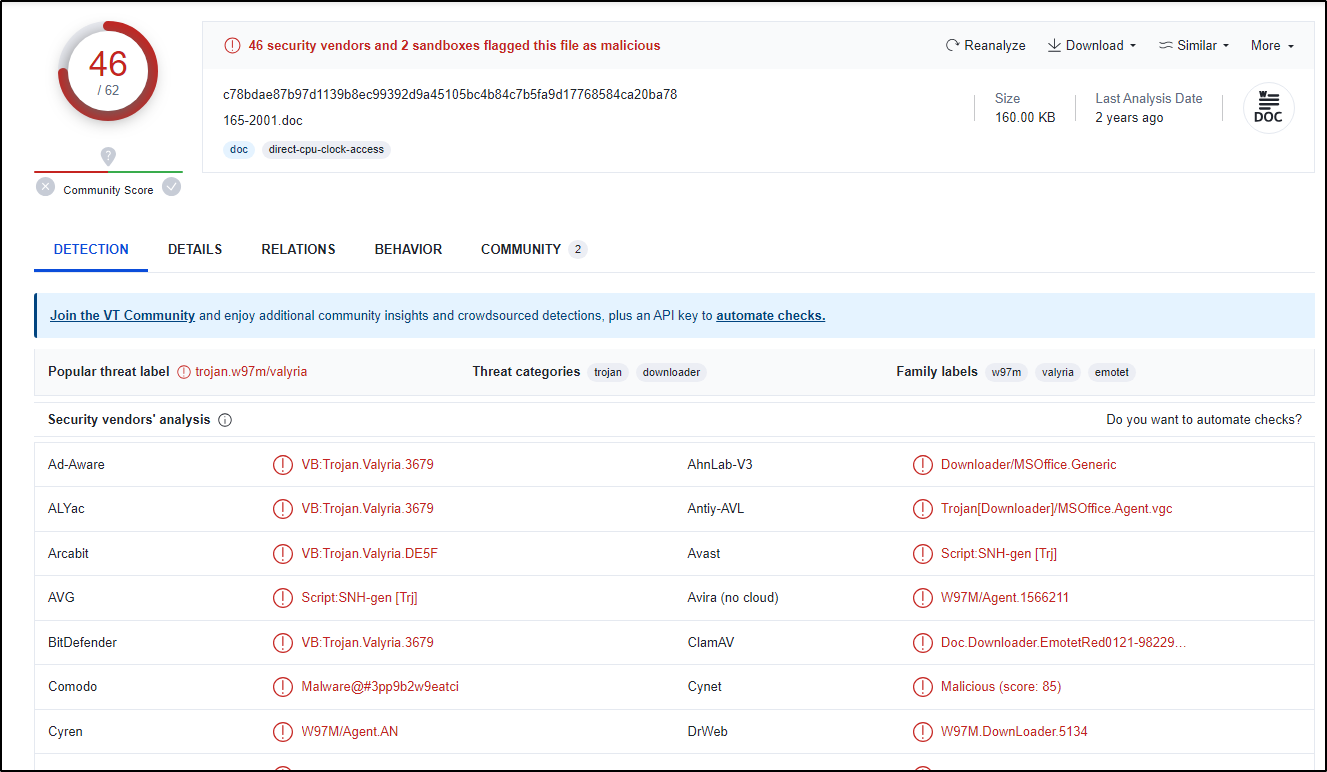 46
/ 62
Community Score
46 security vendors and 2 sandboxes flagged this file as malicious
Reanalyze Download Similar More
c78bdae87b97d1139b8ec99392d9a45105bc4b84c7b5fa9d17768584ca20ba78
165-2001.doc
doc direct-cpu-clock-access
Size
160.00 KB
Last Analysis Date
2 years ago
W
DOC
DETECTION DETAILS RELATIONS BEHAVIOR COMMUNITY 2
Join the VT Community and enjoy additional community insights and crowdsourced detections, plus an API key to automate checks.
Popular threat label trojan.w97m/valyria Threat categories trojan downloader Family labels w97m valyria emotet
Security vendors' analysis Do you want to automate checks?
Ad-Aware VB:Trojan.Valyria.3679 AhnLab-V3 Downloader/MSOffice.Generic
ALYac VB:Trojan.Valyria.3679 Antiy-AVL Trojan[Downloader]/MSOffice.Agent.vgc
Arcabit VB:Trojan.Valyria.DE5F Avast Script:SNH-gen [Trj]
AVG Script:SNH-gen [Trj] Avira (no cloud) W97M/Agent.1566211
BitDefender VB:Trojan.Valyria.3679 ClamAV Doc.Downloader.EmotetRed0121-98229...
Comodo Malware@#3pp9b2w9eatci Cynet Malicious (score: 85)
Cyren W97M/Agent.AN DrWeb W97M.DownLoader.5134